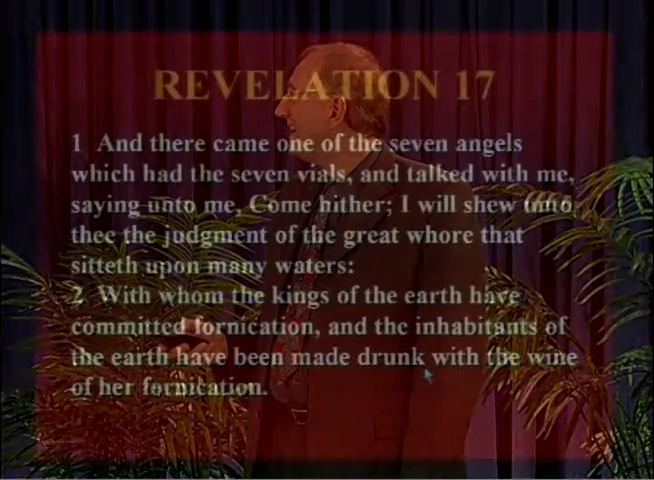 REVELATION 17
1 And there came one of the seven angels
which had the seven vials, and talked with me,
saying unto me, Come hither; I will shew unto
thee the judgment of the great whore that
sitteth upon many waters:
2 With whom the kings of the earth have
committed fornication, and the inhabitants of
the earth have been made drunk with the wine
of her fornication.